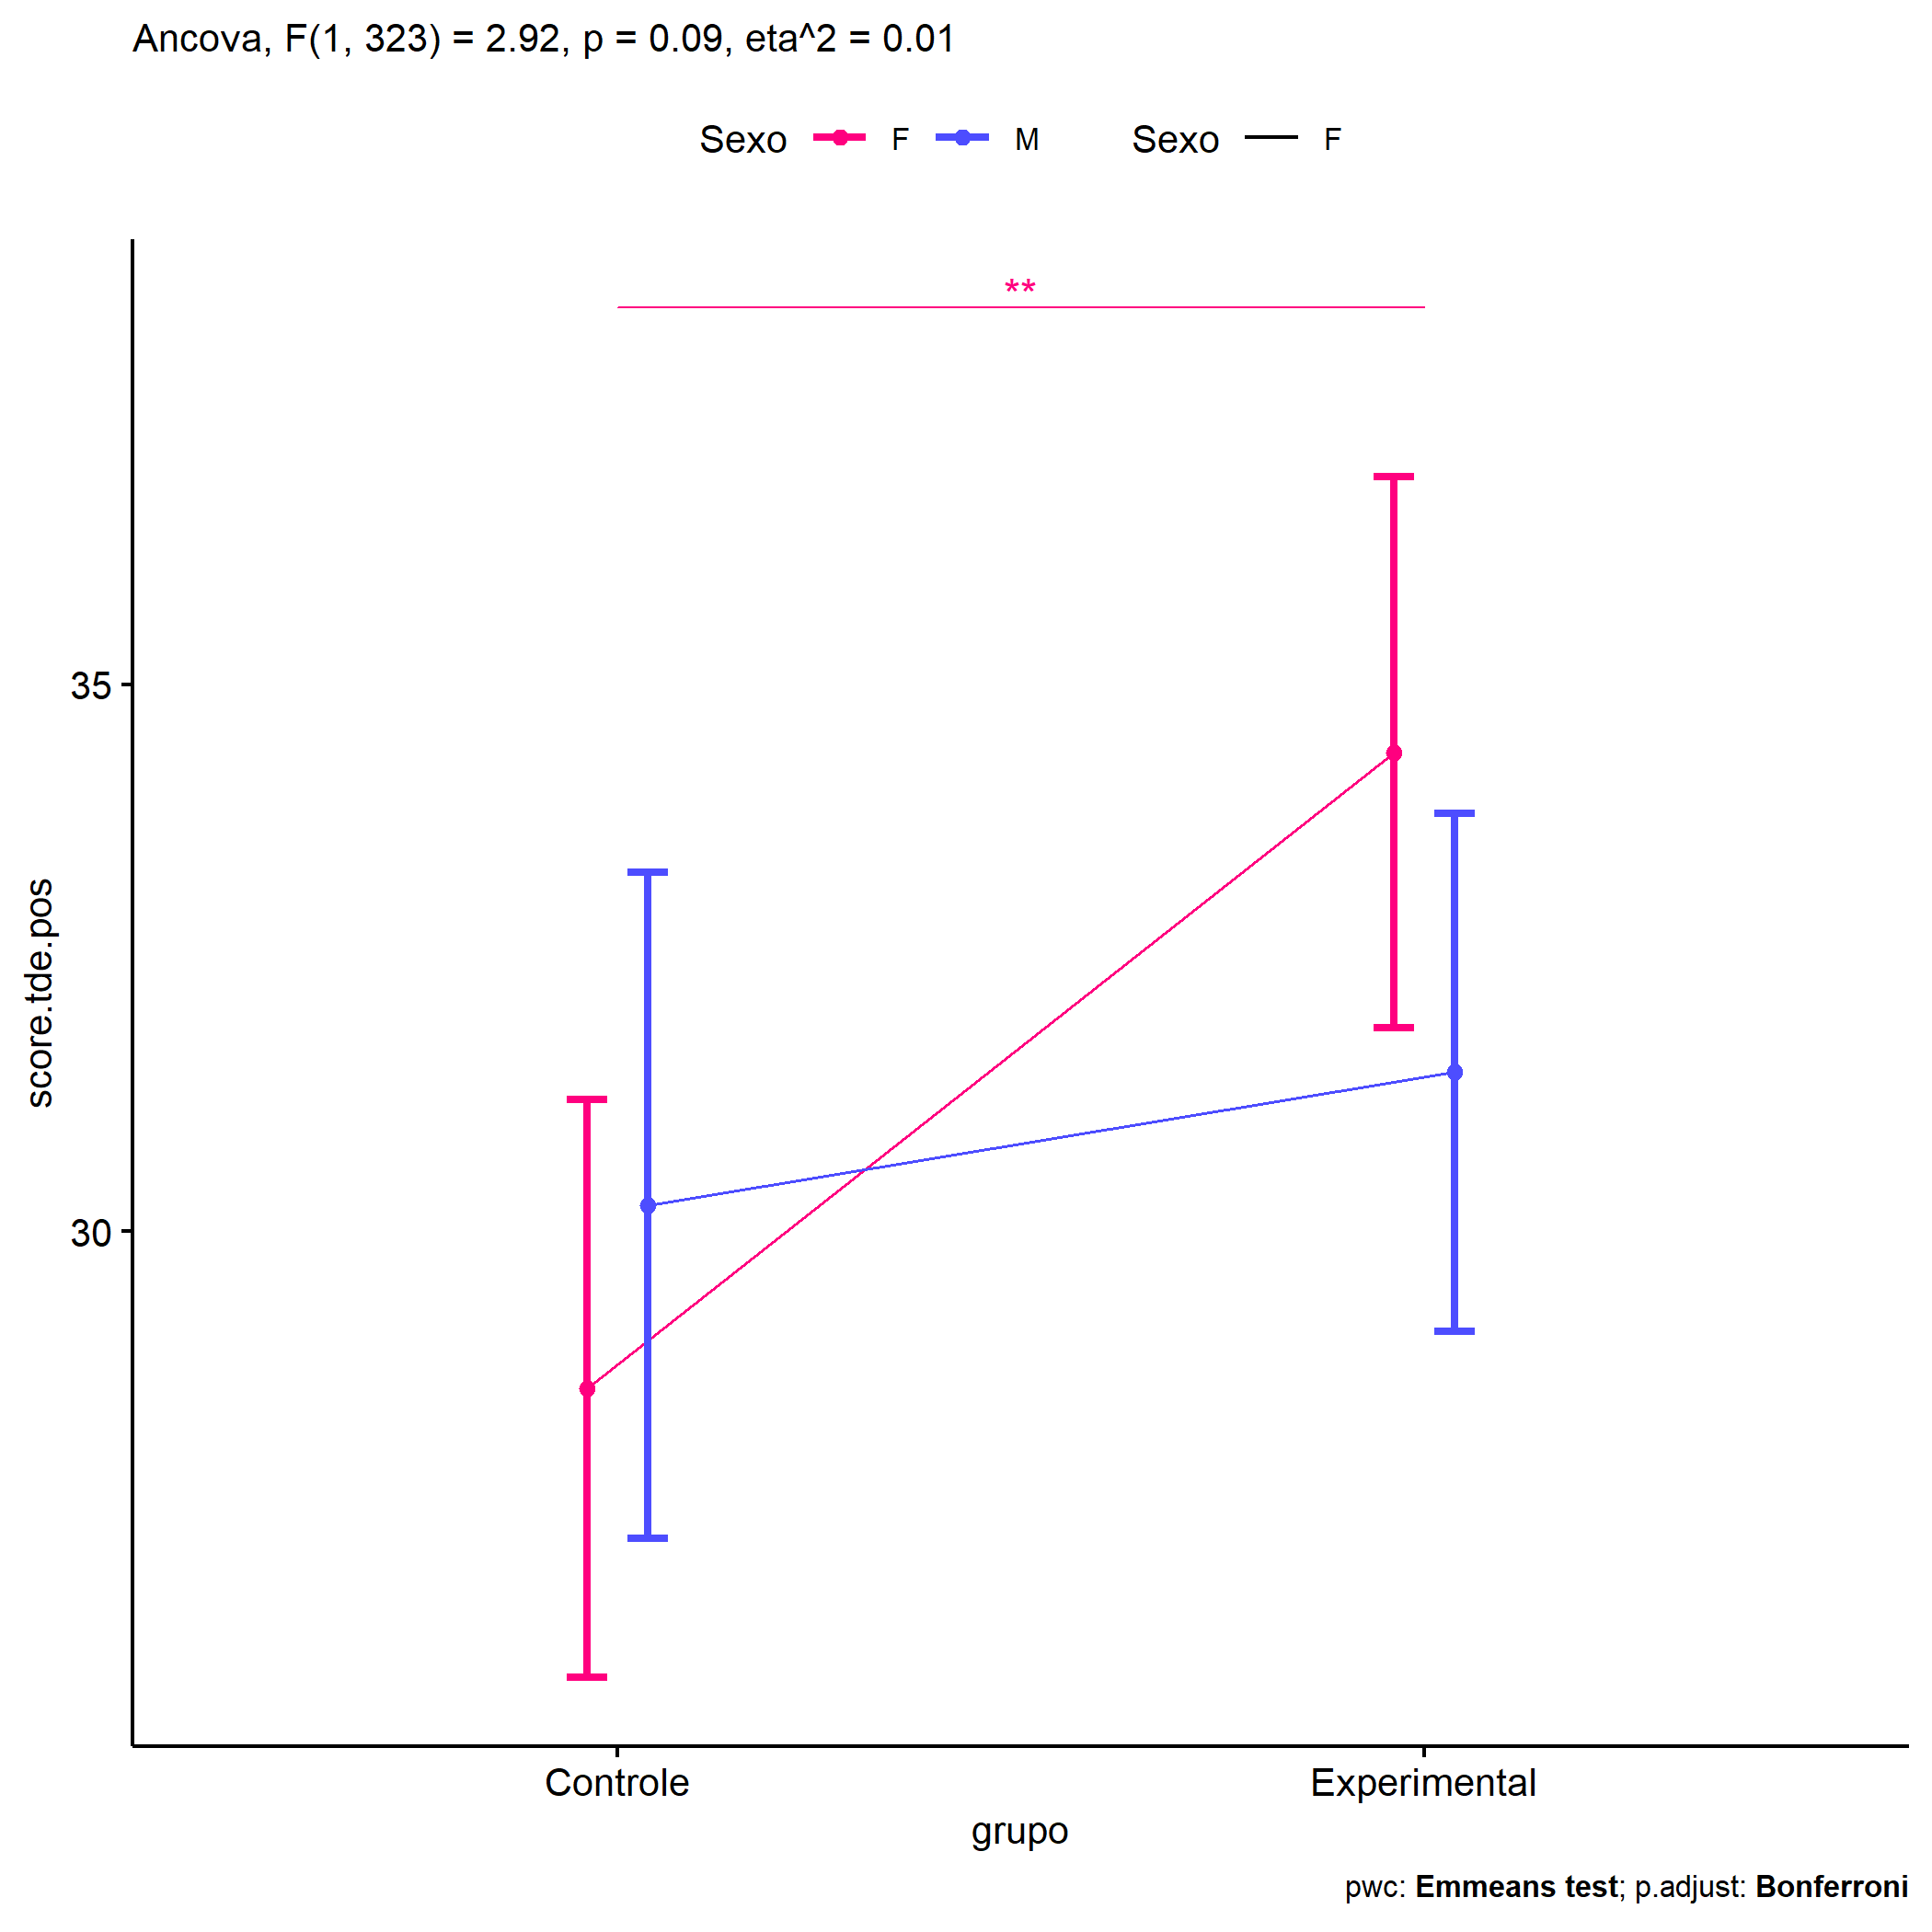 Ancova, F(1, 323) = 2.92, p = 0.09, eta^2 = 0.01
Sexo F M Sexo F
**
35
30
score.tde.pos
Controle Experimental
grupo
pwc: Emmeans test; p.adjust: Bonferroni